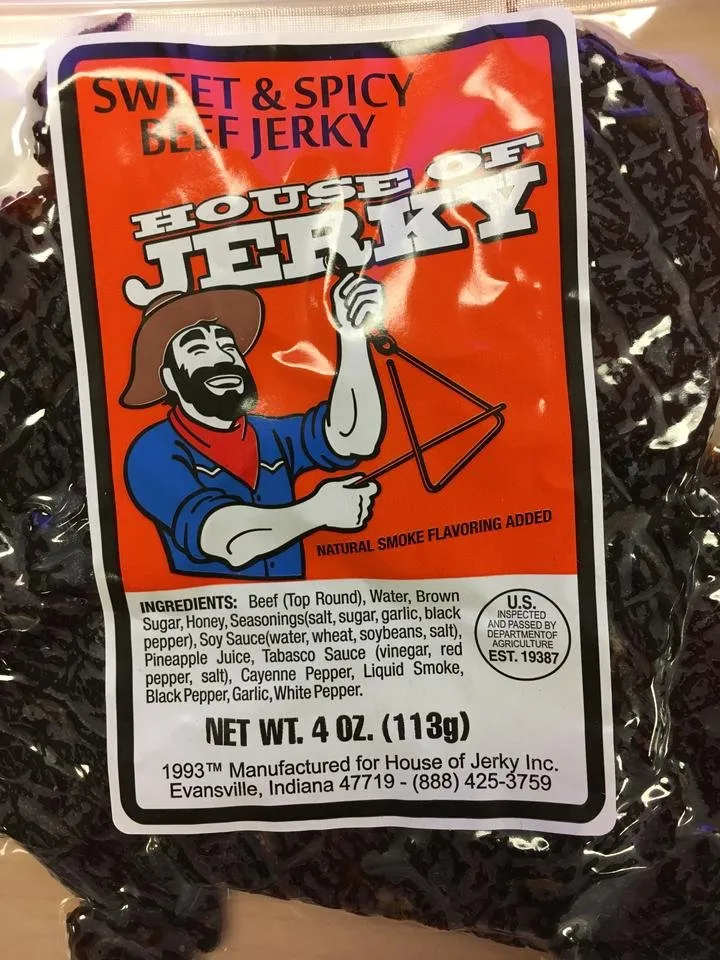 SWEET & SPICY
BEEF JERKY
HOUSE OF
JERKY
NATURAL SMOKE FLAVORING ADDED
INGREDIENTS: Beef (Top Round), Water, Brown
Sugar, Honey, Seasonings(salt, sugar, garlic, black
pepper), Soy Sauce(water, wheat, soybeans, salt),
Pineapple Juice, Tabasco Sauce (vinegar, red
pepper, salt), Cayenne Pepper, Liquid Smoke,
Black Pepper, Garlic, White Pepper.
U.S.
INSPECTED
AND PASSED BY
DEPARTMENTOF
AGRICULTURE
EST. 19387
NET WT. 4 OZ. (113g)
1993™ Manufactured for House of Jerky Inc.
Evansville, Indiana 47719 - (888) 425-3759